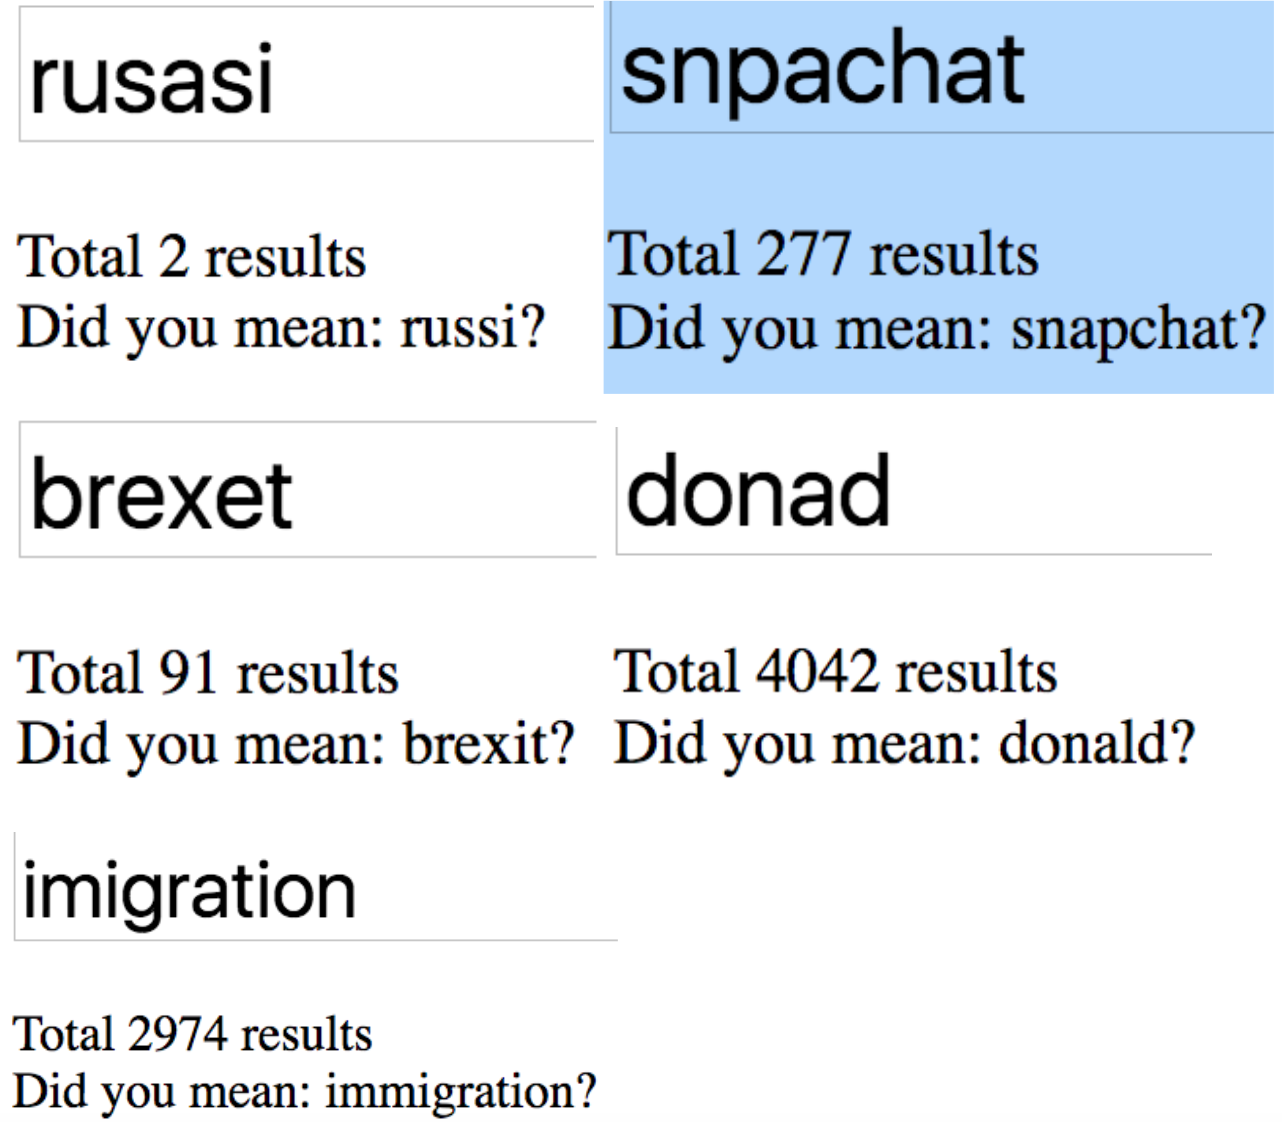 rusasi
Total 2 results
Did you mean: russi?
snpachat
Total 277 results
Did you mean: snapchat?
brexet
Total 91 results
Did you mean: brexit?
donad
Total 4042 results
Did you mean: donald?
imigration
Total 2974 results
Did you mean: immigration?